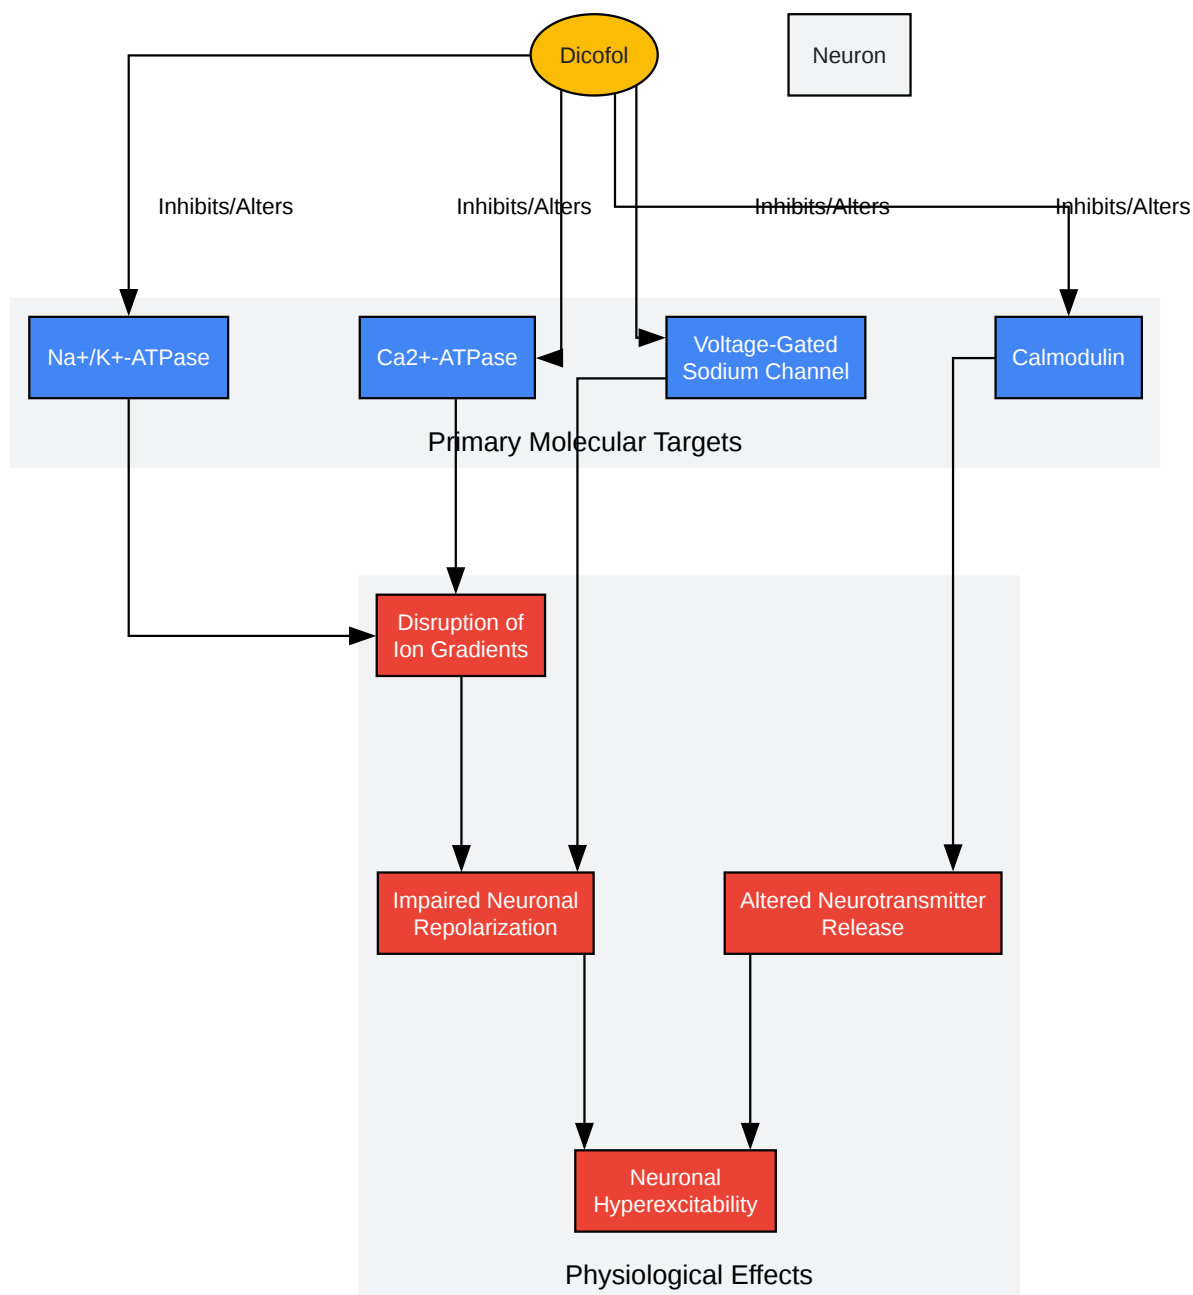 Dicofol
Neuron
Inhibits/Alters
Inhibits/Alters
Inhibits/Alters
Inhibits/Alters
Na+/K+-ATPase
Ca2+-ATPase
Voltage-Gated
Sodium Channel
Calmodulin
Primary Molecular Targets
Disruption of
Ion Gradients
Impaired Neuronal
Repolarization
Altered Neurotransmitter
Release
Neuronal
Hyperexcitability
Physiological Effects